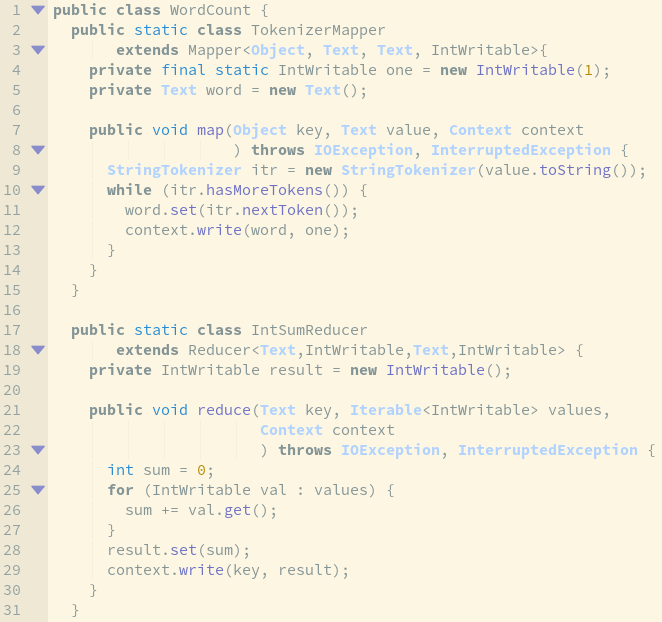 1 public class WordCount {
2   public static class TokenizerMapper
3        extends Mapper<Object, Text, Text, IntWritable>{
4     private final static IntWritable one = new IntWritable(1);
5     private Text word = new Text();
6
7     public void map(Object key, Text value, Context context
8                     ) throws IOException, InterruptedException {
9       StringTokenizer itr = new StringTokenizer(value.toString());
10       while (itr.hasMoreTokens()) {
11         word.set(itr.nextToken());
12         context.write(word, one);
13       }
14     }
15   }
16
17   public static class IntSumReducer
18        extends Reducer<Text,IntWritable,Text,IntWritable> {
19     private IntWritable result = new IntWritable();
20
21     public void reduce(Text key, Iterable<IntWritable> values,
22                        Context context
23                        ) throws IOException, InterruptedException {
24       int sum = 0;
25       for (IntWritable val : values) {
26         sum += val.get();
27       }
28       result.set(sum);
29       context.write(key, result);
30     }
31   }